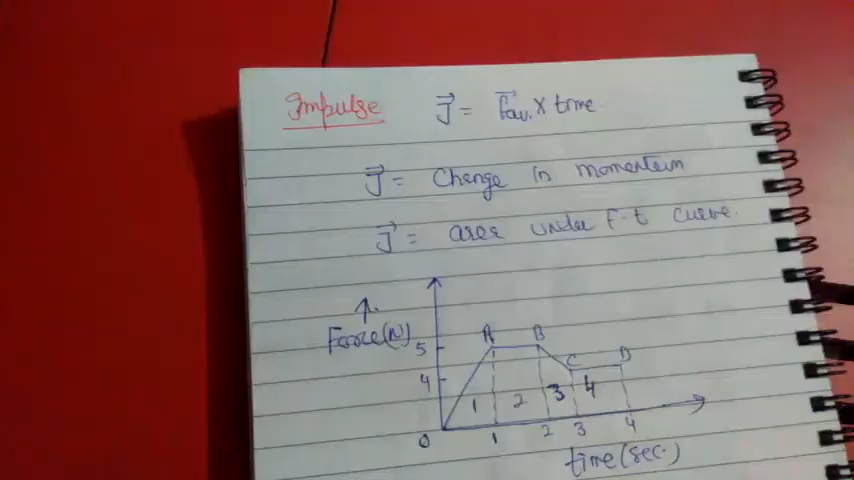 Impulse J = Fav. X time
J = Change in momentum
J = area under F-t curve.
Force(N)
5
4
A B C D
1 2 3 4
0 1 2 3 4
time(sec.)